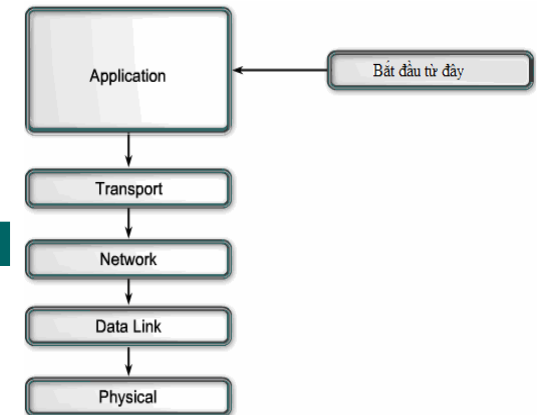 Application
Bắt đầu từ đây
Transport
Network
Data Link
Physical